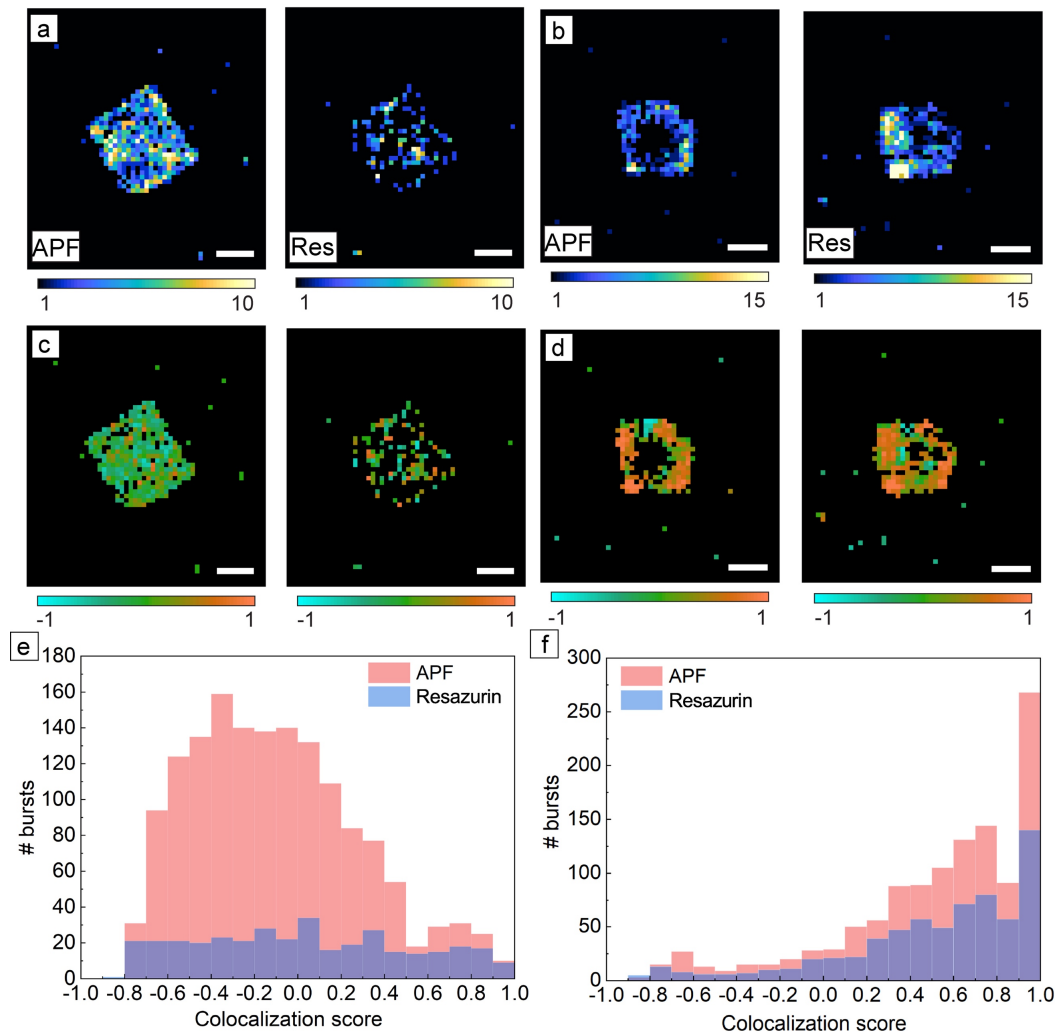 a
b
APF
Res
APF
Res
1 10
1 10
1 15
1 15
c
d
-1 1
-1 1
-1 1
-1 1
e
180
160
140
120
100
80
60
40
20
0
# bursts
APF
Resazurin
-1.0 -0.8 -0.6 -0.4 -0.2 0.0 0.2 0.4 0.6 0.8 1.0
Colocalization score
f
300
250
200
150
100
50
0
# bursts
APF
Resazurin
-1.0 -0.8 -0.6 -0.4 -0.2 0.0 0.2 0.4 0.6 0.8 1.0
Colocalization score